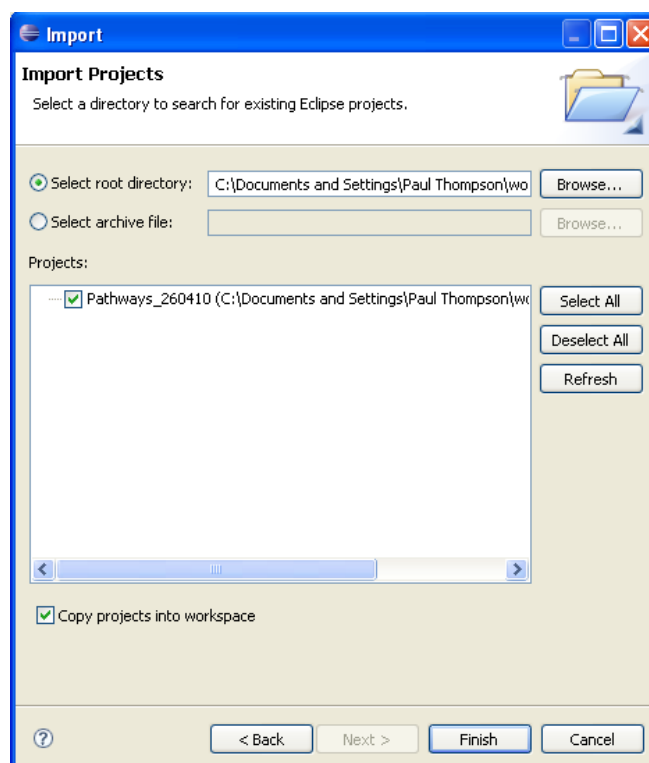 Import
Import Projects
Select a directory to search for existing Eclipse projects.
Select root directory: C:\Documents and Settings\Paul Thompson\wo Browse...
Select archive file: Browse...
Projects:
Pathways_260410 (C:\Documents and Settings\Paul Thompson\wo Select All
Deselect All
Refresh
Copy projects into workspace
? < Back Next > Finish Cancel